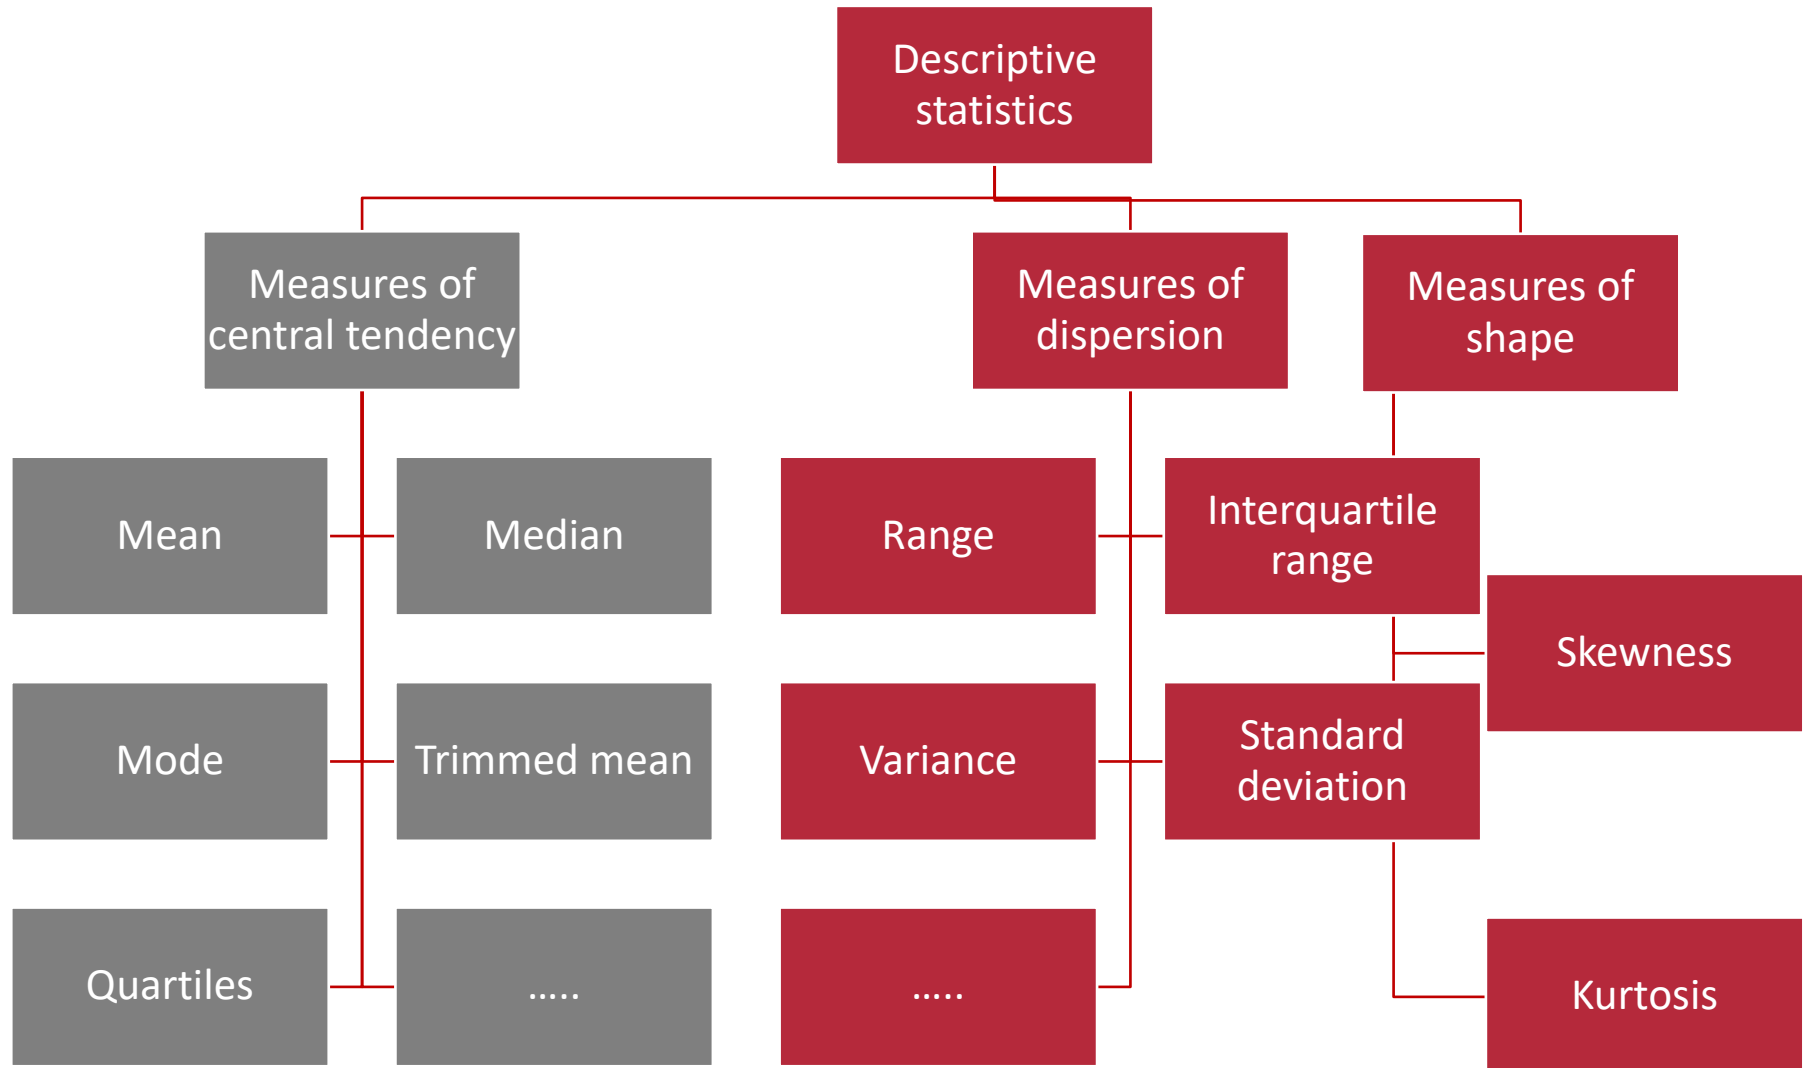 Descriptive
statistics
Measures of
central tendency
Measures of
dispersion
Measures of
shape
Mean
Median
Range
Interquartile
range
Skewness
Mode
Trimmed mean
Variance
Standard
deviation
Quartiles
.....
.....
Kurtosis